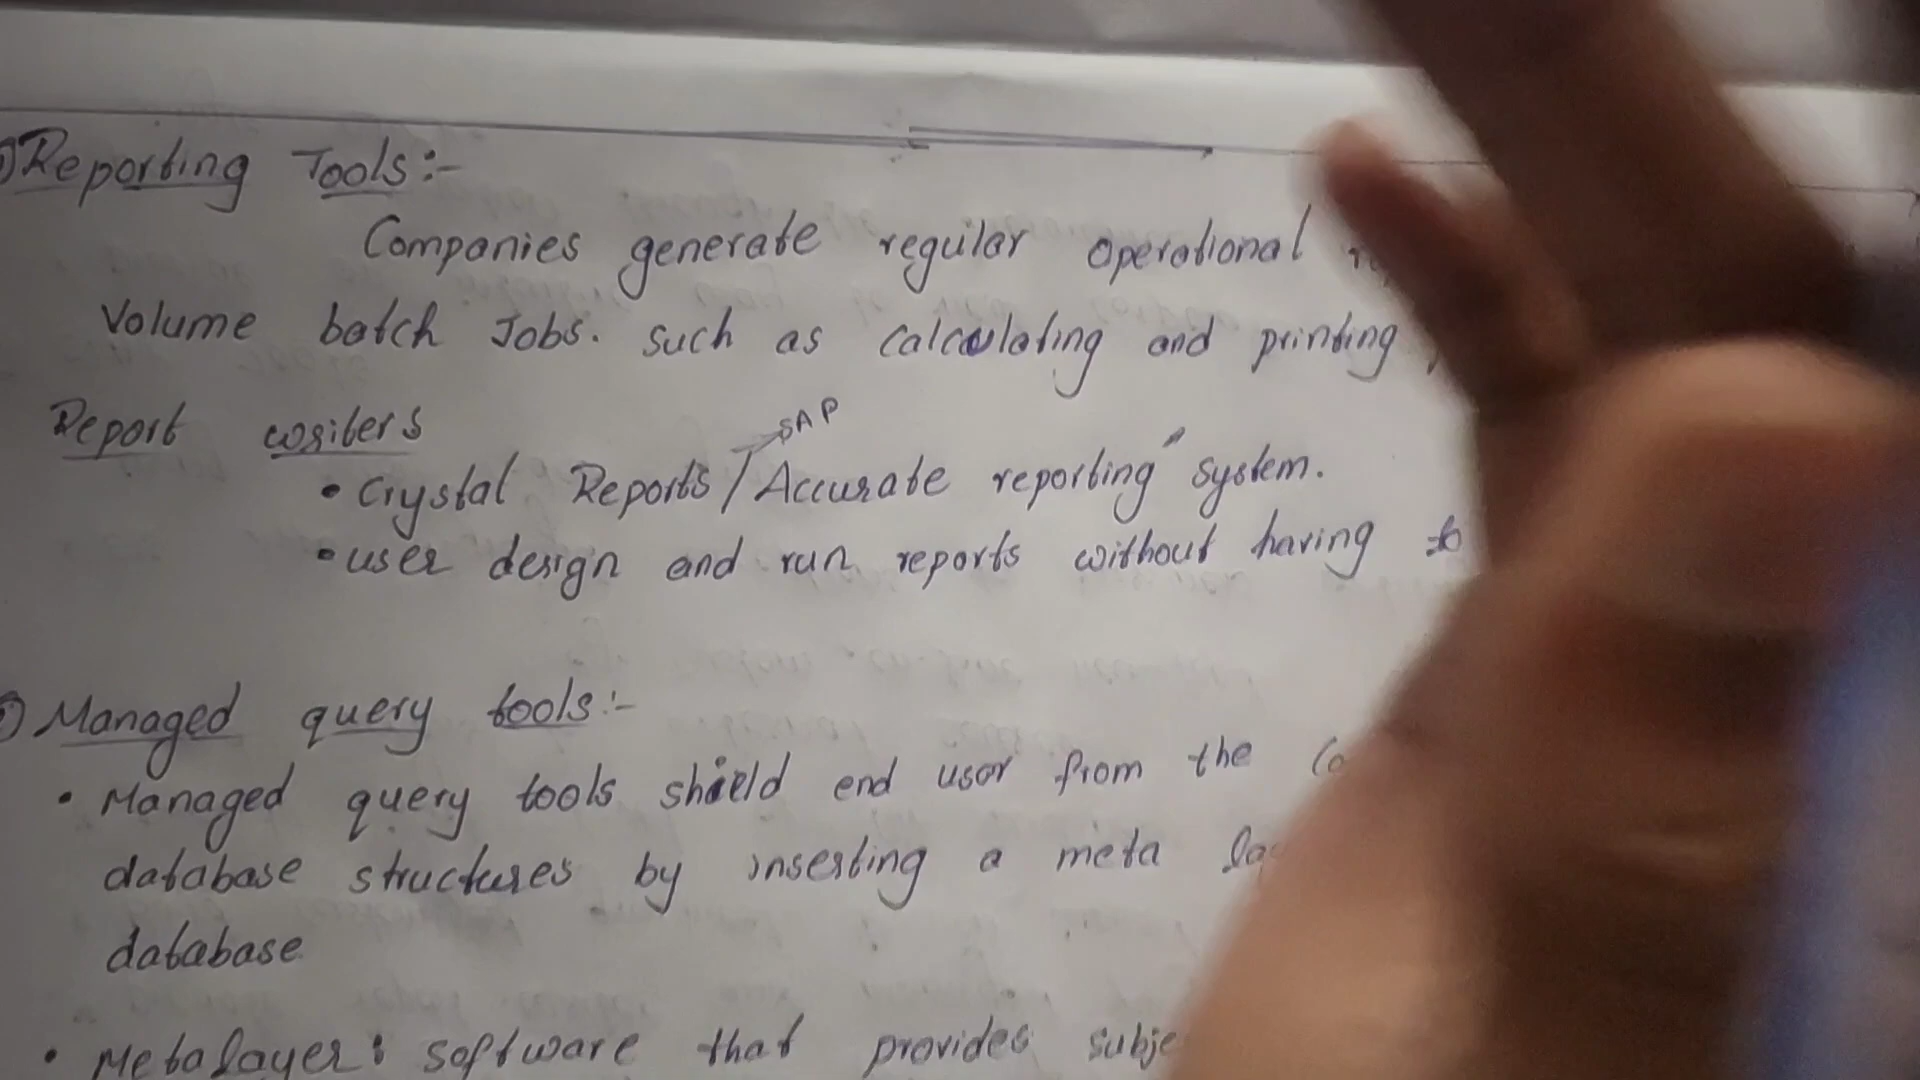 Reporting Tools:-
Companies generate regular operational
Volume batch Jobs. such as calculating and printing
Report writers
SAP
• Crystal Reports / Accurate reporting system.
• user design and run reports without having to
Managed query tools:-
• Managed query tools shield end user from the
database structures by inserting a meta
database
• Metalayer: software that provides